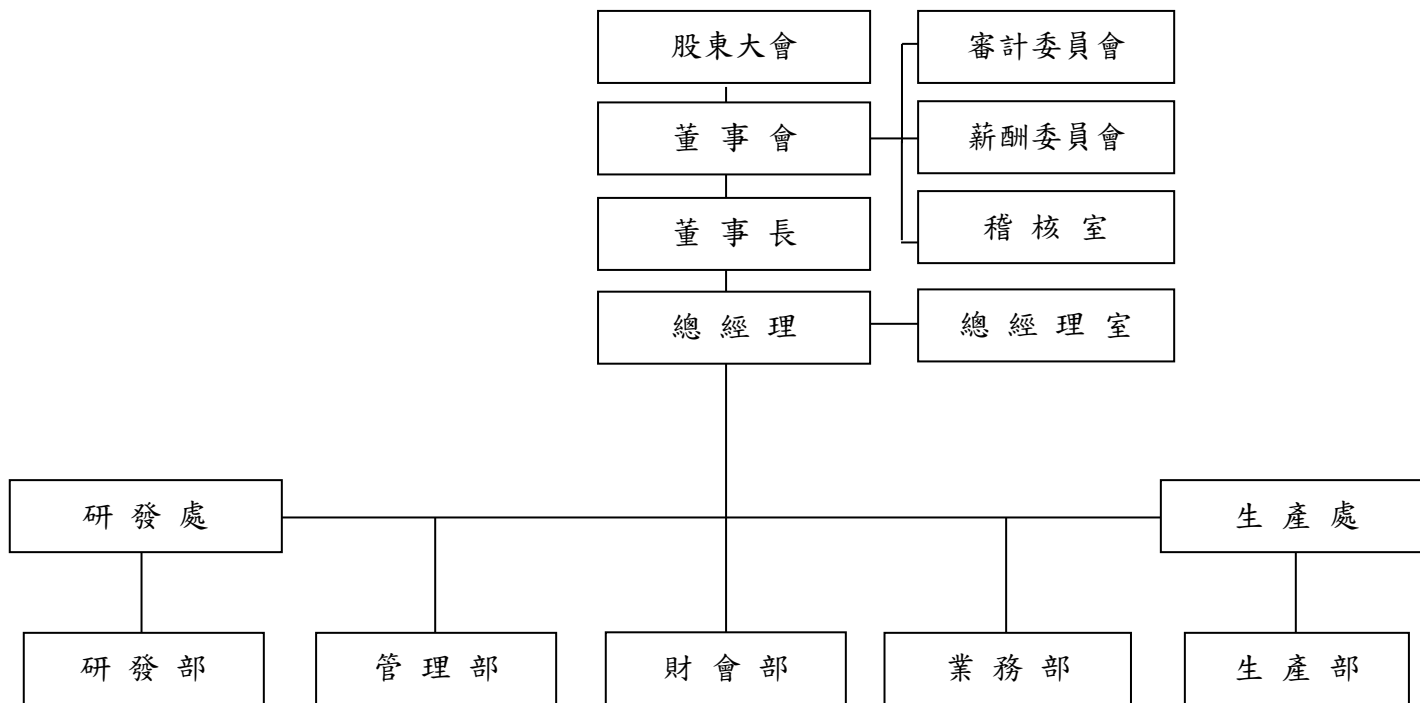 股東大會
審計委員會
董事會
薪酬委員會
董事長
稽核室
總經理
總經理室
研發處
生產處
研發部
管理部
財會部
業務部
生產部